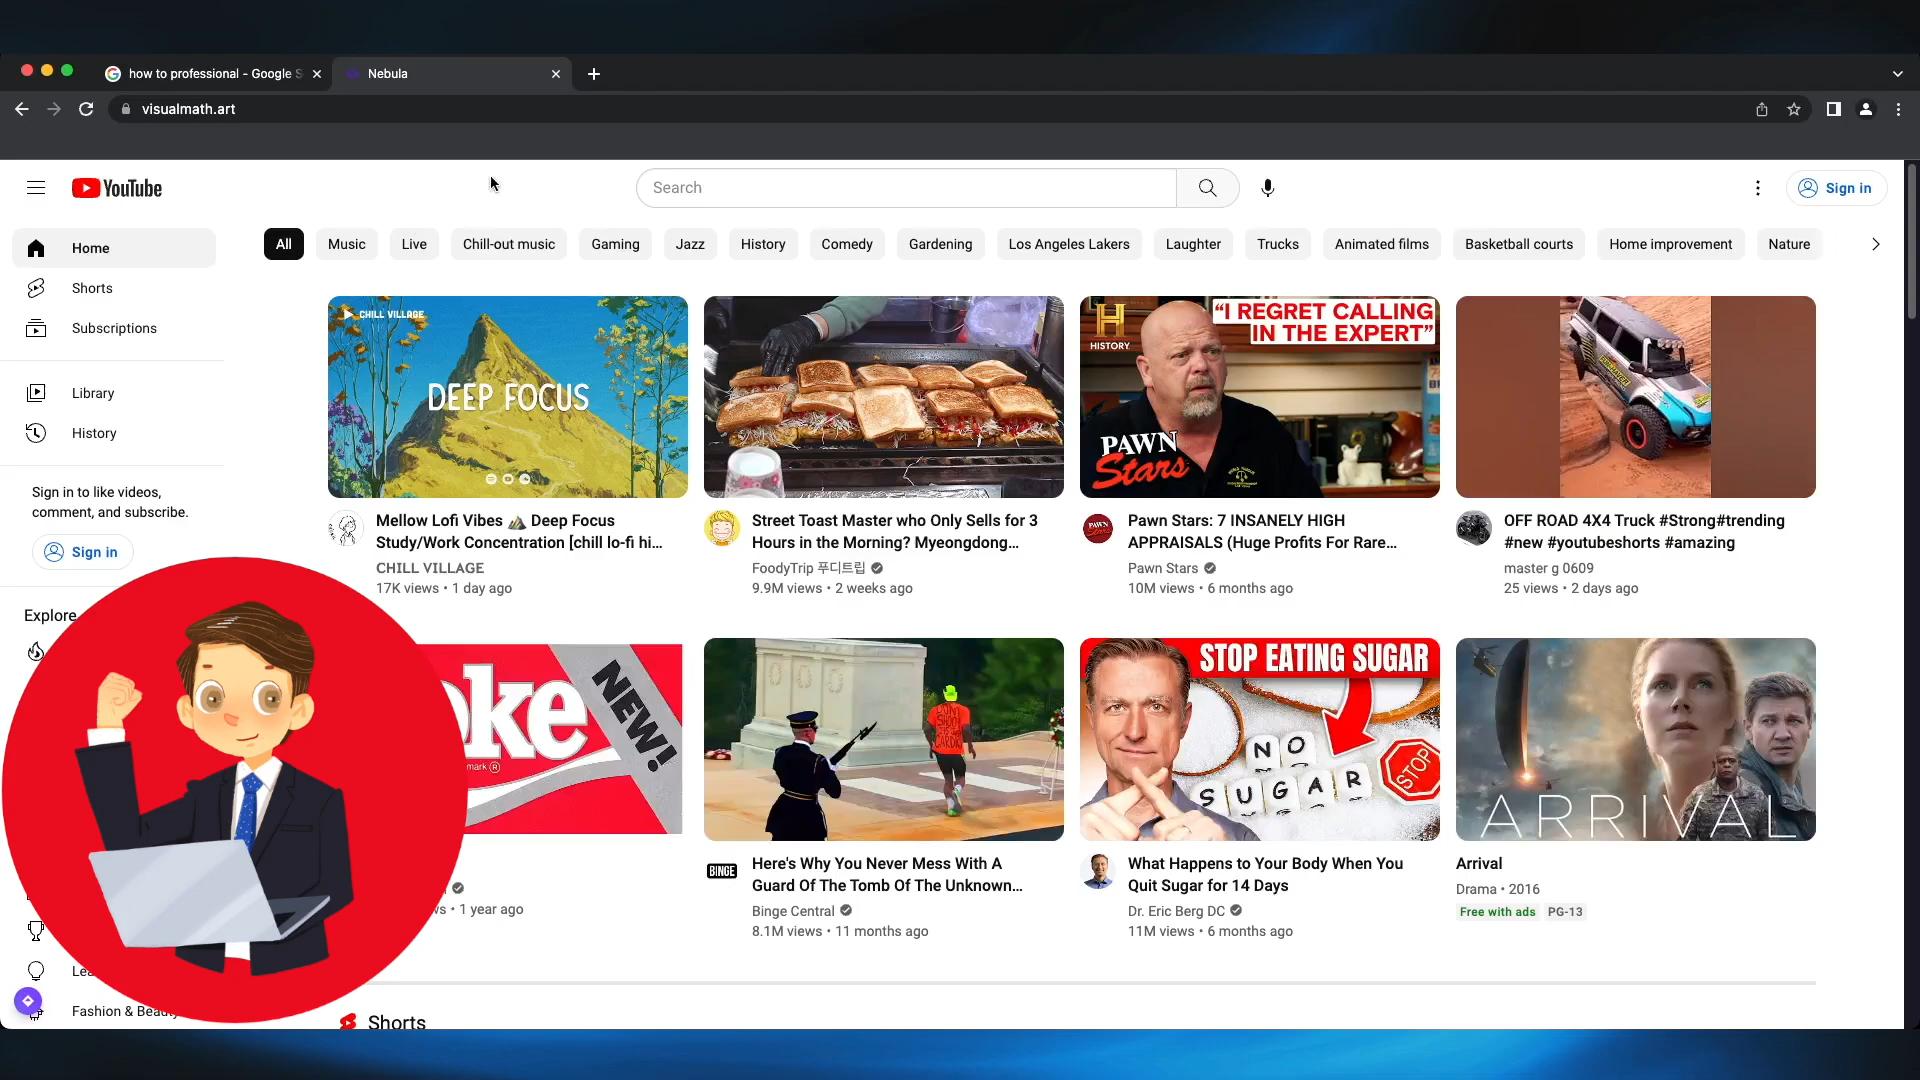 how to professional - Google S
Nebula
visualmath.art
YouTube
Search
Sign in
Home
Shorts
Subscriptions
Library
History
Sign in to like videos,
comment, and subscribe.
Sign in
Explore
Fashion &
All
Music
Live
Chill-out music
Gaming
Jazz
History
Comedy
Gardening
Los Angeles Lakers
Laughter
Trucks
Animated films
Basketball courts
Home improvement
Nature
CHILL VILLAGE
DEEP FOCUS
Mellow Lofi Vibes ⛰️ Deep Focus
Study/Work Concentration [chill lo-fi hi...
CHILL VILLAGE
17K views • 1 day ago
Street Toast Master who Only Sells for 3
Hours in the Morning? Myeongdong...
FoodyTrip 푸디트립
9.9M views • 2 weeks ago
H
HISTORY.
“I REGRET CALLING
IN THE EXPERT”
PAWN
Stars
Pawn Stars: 7 INSANELY HIGH
APPRAISALS (Huge Profits For Rare...
Pawn Stars
10M views • 6 months ago
OFF ROAD 4X4 Truck #Strong#trending
#new #youtubeshorts #amazing
master g 0609
25 views • 2 days ago
oke
NEW!
mark ®
ws • 1 year ago
BINGE
Here's Why You Never Mess With A
Guard Of The Tomb Of The Unknown...
Binge Central
8.1M views • 11 months ago
STOP EATING SUGAR
NO
SUGAR
STOP
What Happens to Your Body When You
Quit Sugar for 14 Days
Dr. Eric Berg DC
11M views • 6 months ago
ARRIVAL
Arrival
Drama • 2016
Free with ads
PG-13
Shorts